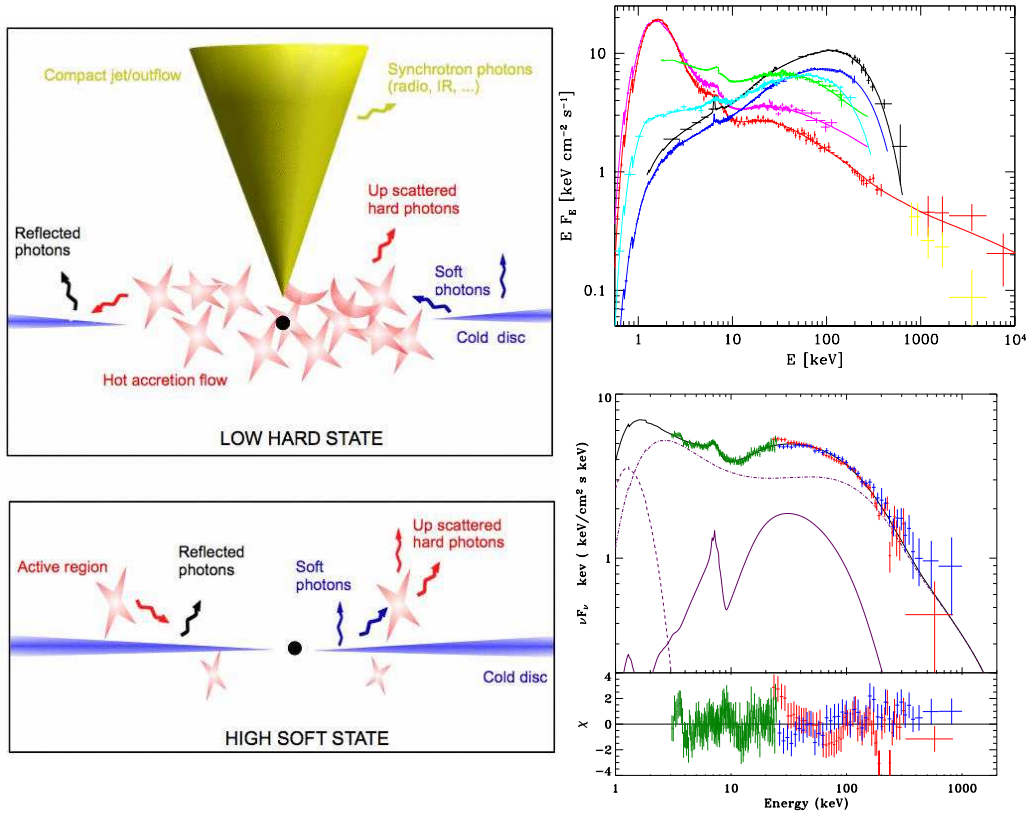 Compact jet/outflow
Synchrotron photons
(radio, IR, ...)
Up scattered
hard photons
Reflected
photons
Soft
photons
Cold disc
Hot accretion flow
LOW HARD STATE
Active region
Reflected
photons
Soft
photons
Up scattered
hard photons
Cold disc
HIGH SOFT STATE
10
1
0.1
E F_E [keV cm⁻² s⁻¹]
1
10
100
1000
10⁴
E [keV]
10
1
νF_ν keV ( keV/cm² s keV)
4
2
0
-2
-4
χ
1
10
100
1000
Energy (keV)